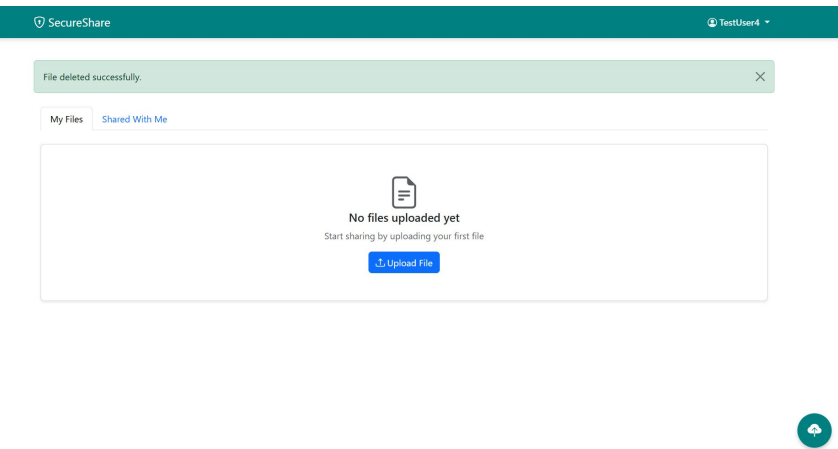 SecureShare
TestUser4
File deleted successfully.
My Files
Shared With Me
No files uploaded yet
Start sharing by uploading your first file
Upload File